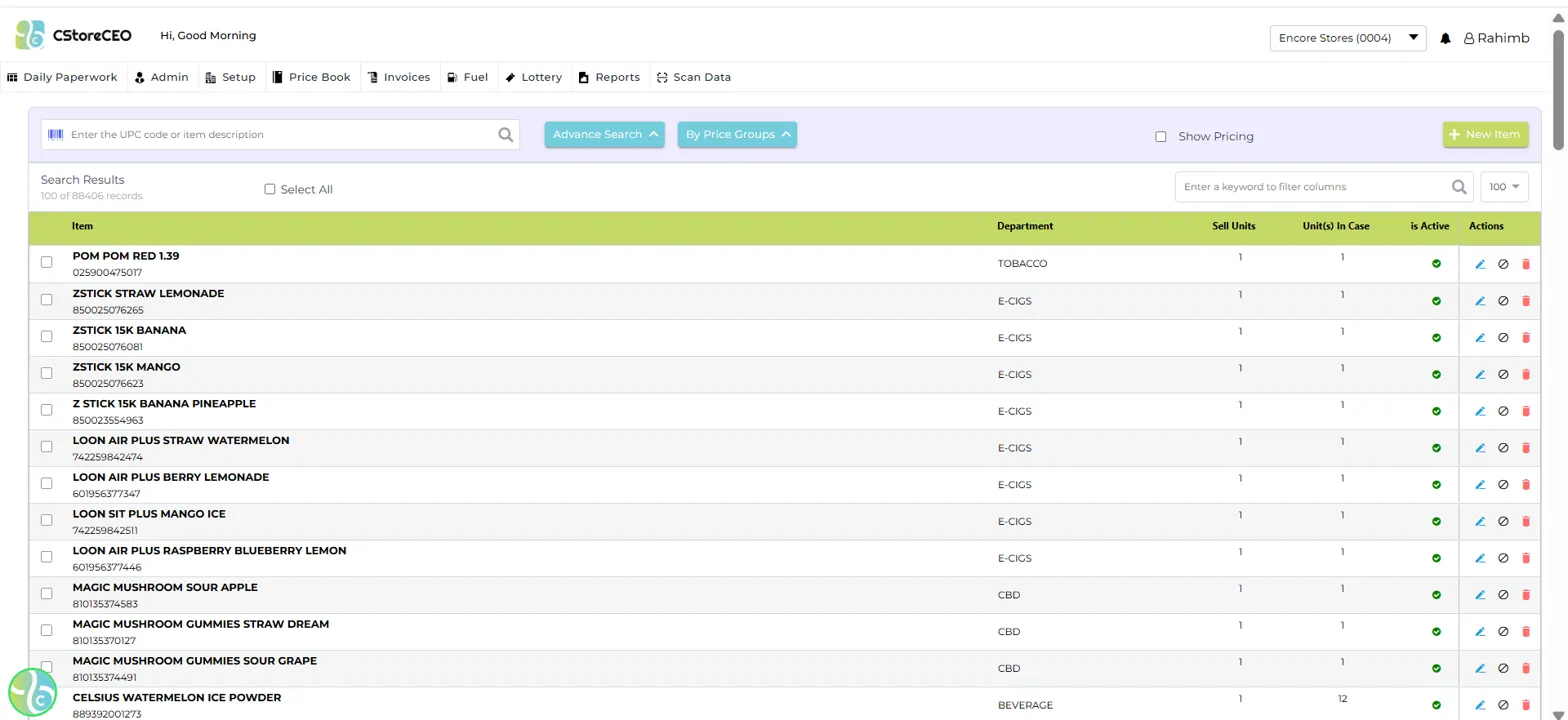 CStoreCEO
Hi, Good Morning
Encore Stores (0004)
Rahimb
Daily Paperwork
Admin
Setup
Price Book
Invoices
Fuel
Lottery
Reports
Scan Data
Enter the UPC code or item description
Advance Search
By Price Groups
Show Pricing
New Item
Search Results
100 of 88406 records.
Select All
Enter a keyword to filter columns
100
Item Department Sell Units Unit(s) In Case is Active Actions
POM POM RED 1.39
025900475017
TOBACCO 1 1
ZSTICK STRAW LEMONADE
850025076265
E-CIGS 1 1
ZSTICK 15K BANANA
850025076081
E-CIGS 1 1
ZSTICK 15K MANGO
850025076623
E-CIGS 1 1
Z STICK 15K BANANA PINEAPPLE
850023554963
E-CIGS 1 1
LOON AIR PLUS STRAW WATERMELON
742259842474
E-CIGS 1 1
LOON AIR PLUS BERRY LEMONADE
601956377347
E-CIGS 1 1
LOON SIT PLUS MANGO ICE
742259842511
E-CIGS 1 1
LOON AIR PLUS RASPBERRY BLUEBERRY LEMON
601956377446
E-CIGS 1 1
MAGIC MUSHROOM SOUR APPLE
810135374583
CBD 1 1
MAGIC MUSHROOM GUMMIES STRAW DREAM
810135370127
CBD 1 1
MAGIC MUSHROOM GUMMIES SOUR GRAPE
810135374491
CBD 1 1
CELSIUS WATERMELON ICE POWDER
889392001273
BEVERAGE 1 12